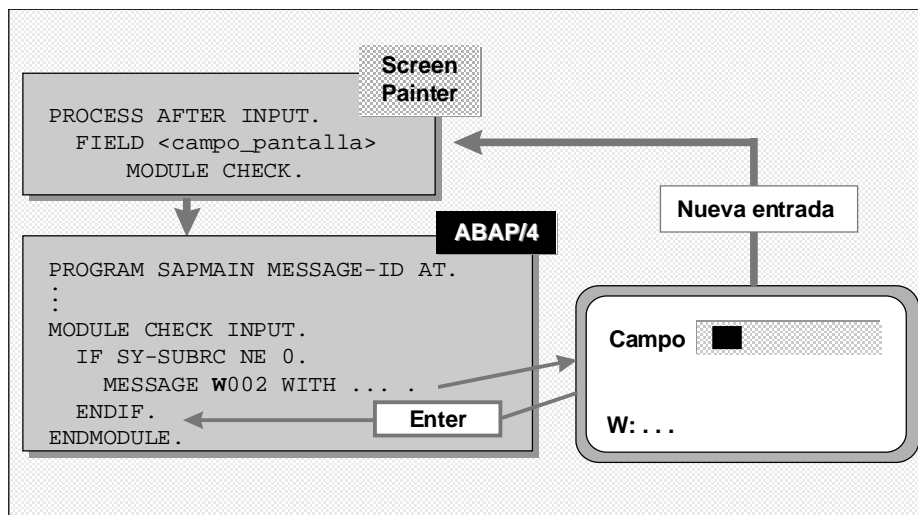 Screen
Painter
PROCESS AFTER INPUT.
FIELD <campo_pantalla>
MODULE CHECK.
Nueva entrada
ABAP/4
PROGRAM SAPMAIN MESSAGE-ID AT.
:
:
MODULE CHECK INPUT.
IF SY-SUBRC NE 0.
MESSAGE W002 WITH ... .
ENDIF.
ENDMODULE.
Enter
Campo
W: . . .